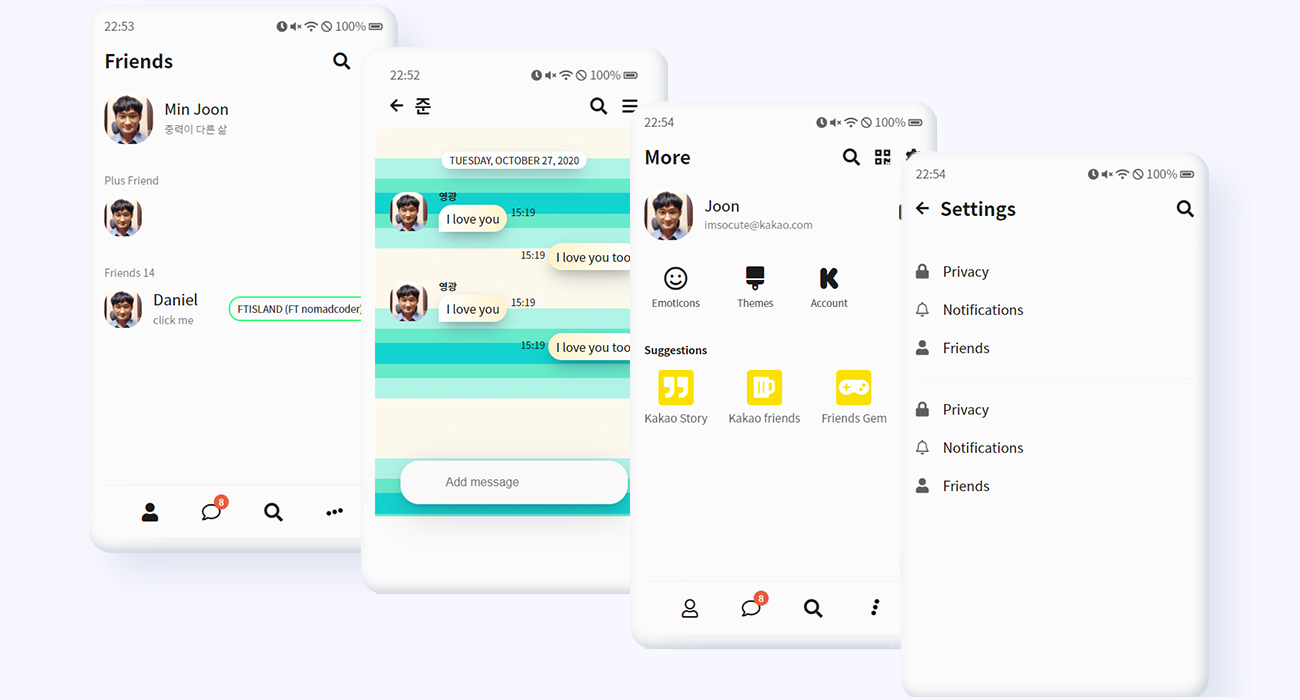 22:53
100%
Friends
Min Joon
중력이 다른 삶
Plus Friend
Friends 14
Daniel
click me
FTISLAND (FT nomadcoder)
8
22:52
100%
준
TUESDAY, OCTOBER 27, 2020
영광
I love you
15:19
15:19
I love you too
영광
I love you
15:19
15:19
I love you too
Add message
22:54
100%
More
Joon
imsocute@kakao.com
Emoticons
Themes
Account
Suggestions
Kakao Story
Kakao friends
Friends Gem
8
22:54
100%
Settings
Privacy
Notifications
Friends
Privacy
Notifications
Friends